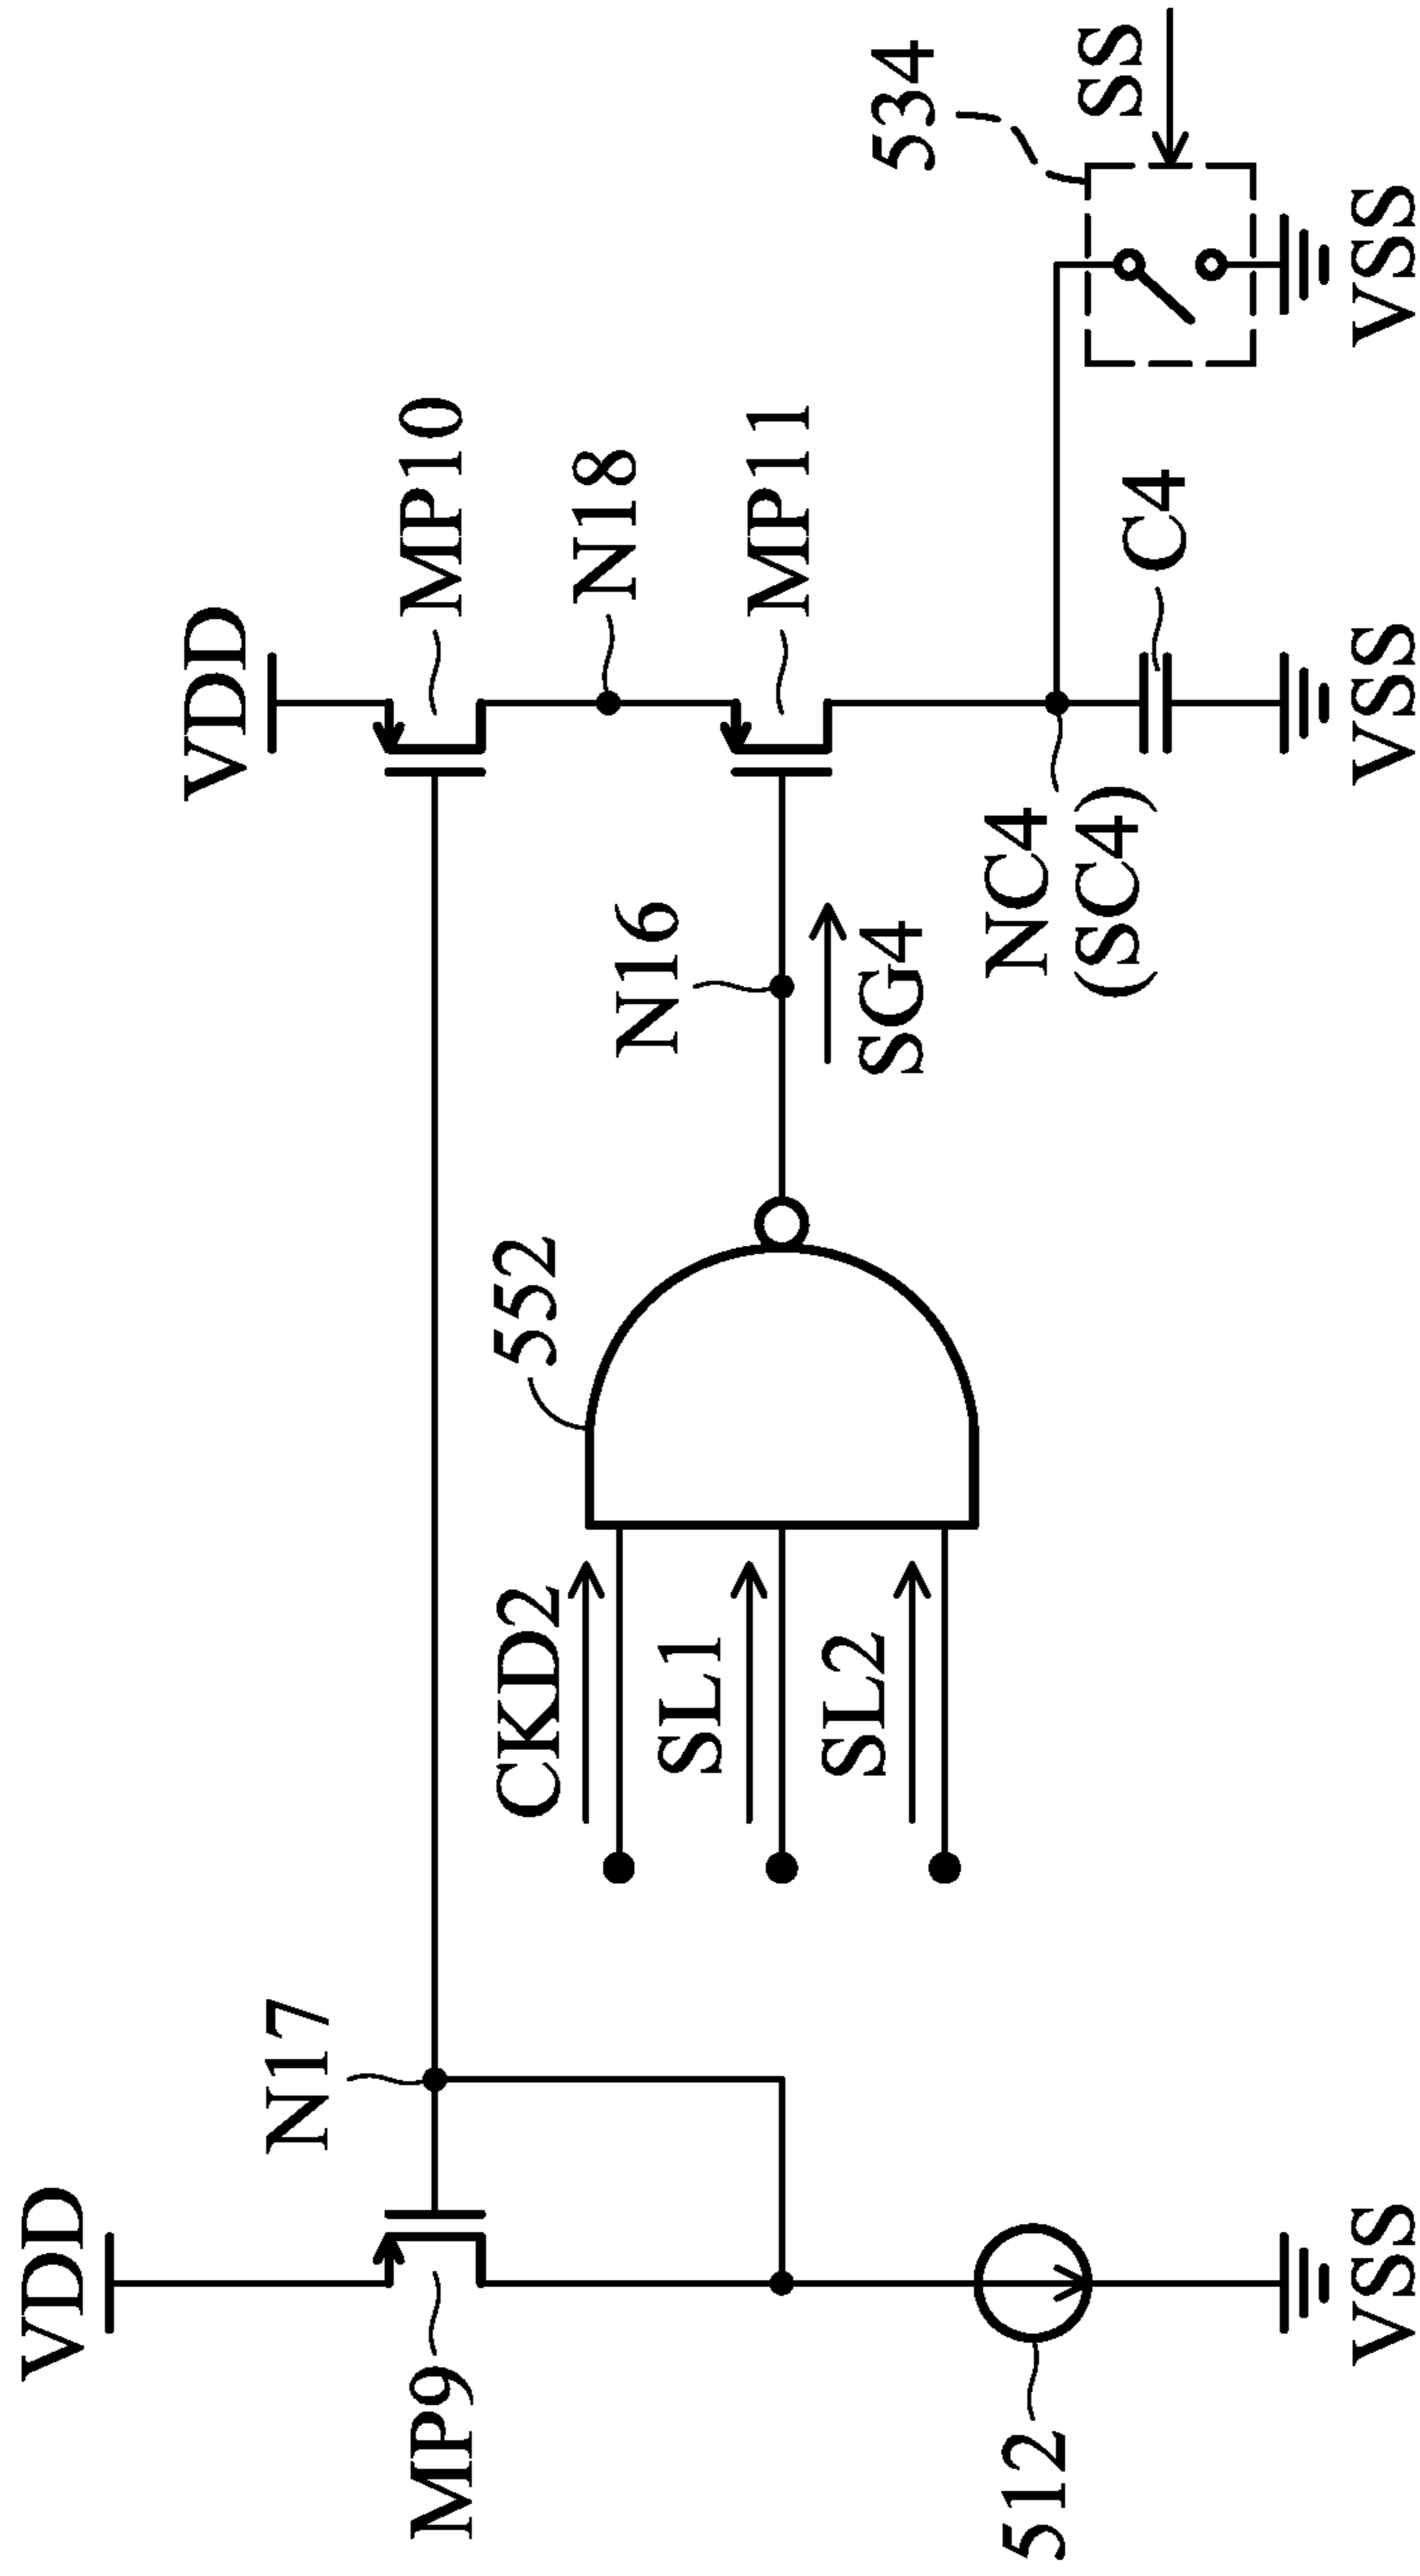 VDD
VDD
N17
MP9
MP10
N18
552
CKD2
SL1
SL2
N16
SG4
MP11
534
SS
NC4
(SC4)
C4
512
VSS
VSS
VSS